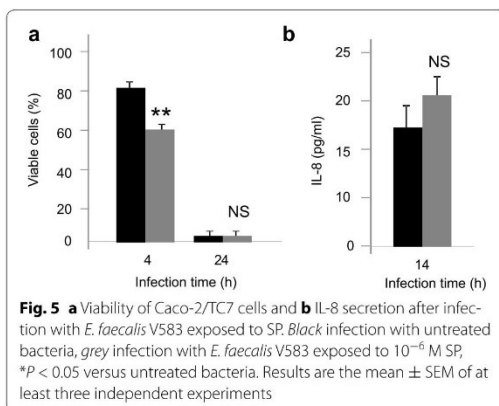 a
b
100
80
60
40
20
0
Viable cells (%)
**
NS
4
24
Infection time (h)
25
20
15
10
0
IL-8 (pg/ml)
NS
14
Infection time (h)
Fig. 5 a Viability of Caco-2/TC7 cells and b IL-8 secretion after infec-
tion with E. faecalis V583 exposed to SP. Black infection with untreated
bacteria, grey infection with E. faecalis V583 exposed to 10⁻⁶ M SP,
*P < 0.05 versus untreated bacteria. Results are the mean ± SEM of at
least three independent experiments